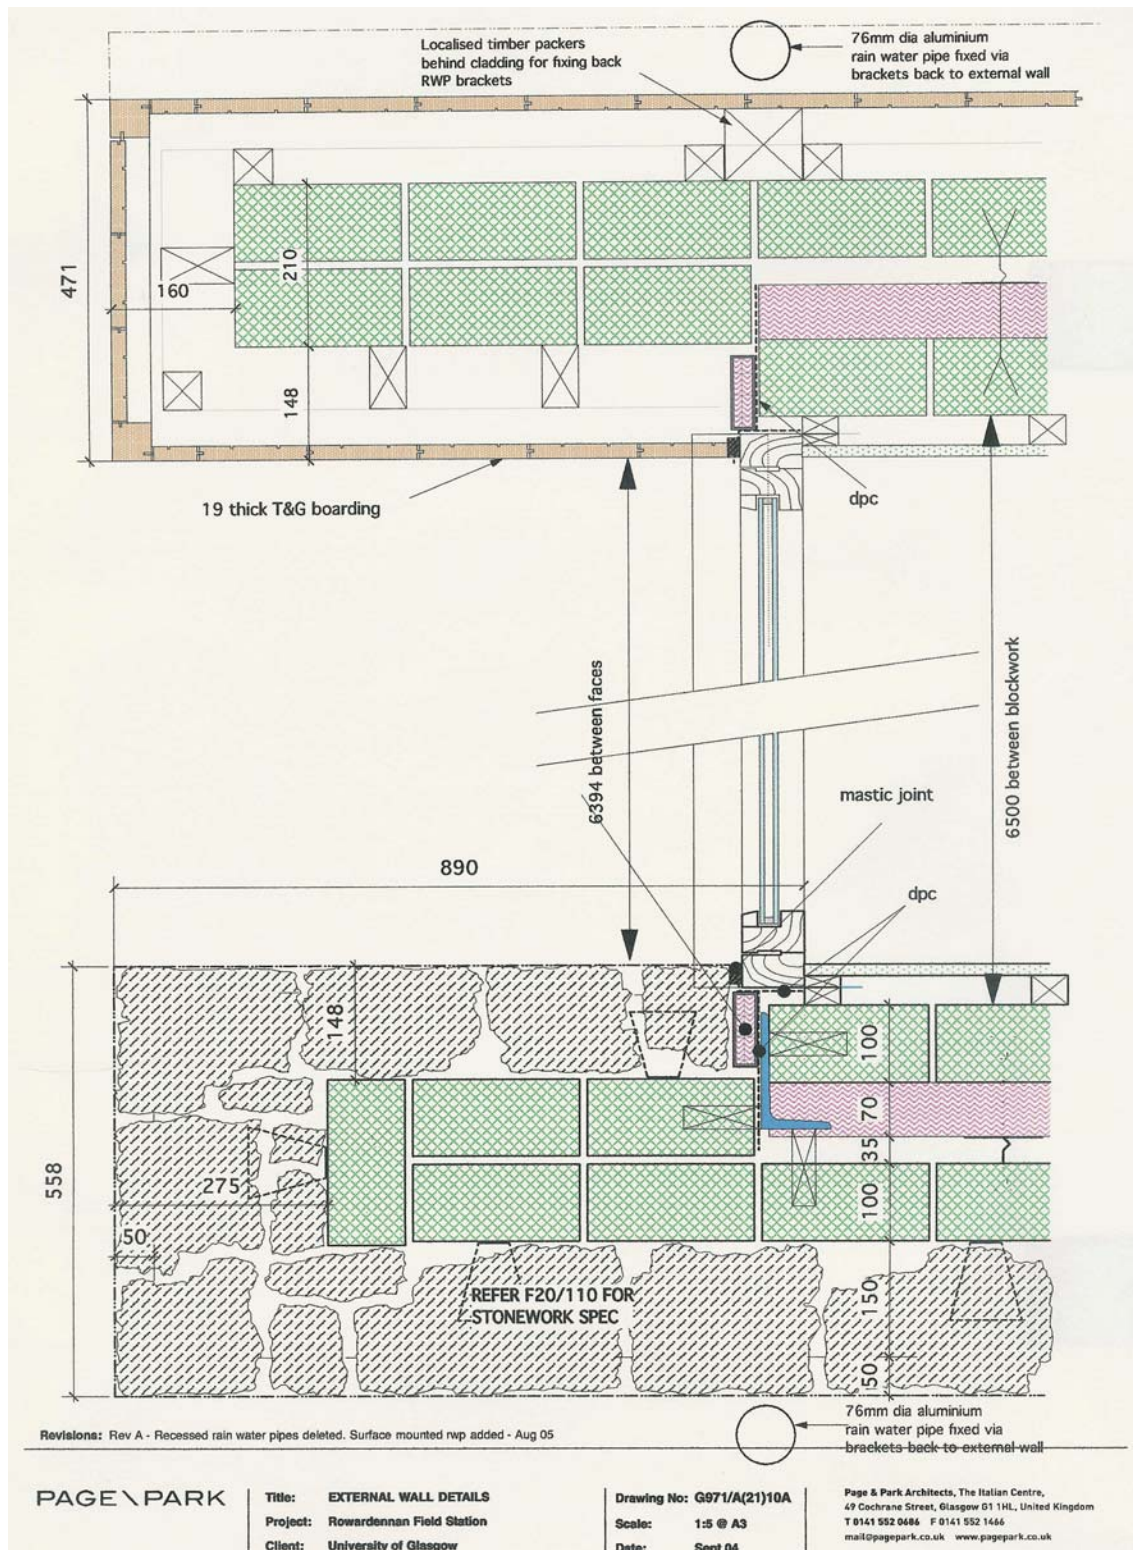 Localised timber packers
behind cladding for fixing back
RWP brackets
76mm dia aluminium
rain water pipe fixed via
brackets back to external wall
471
210
160
148
19 thick T&G boarding
dpc
6394 between faces
6500 between blockwork
mastic joint
890
dpc
148
100
70
35
558
275
100
50
REFER F20/110 FOR
STONEWORK SPEC
150
50
76mm dia aluminium
rain water pipe fixed via
brackets back to external wall
Revisions: Rev A - Recessed rain water pipes deleted. Surface mounted rwp added - Aug 05
PAGE\PARK
Title: EXTERNAL WALL DETAILS
Project: Rowardennan Field Station
Client: University of Glasgow
Drawing No: G971/A(21)10A
Scale: 1:5 @ A3
Date: Sept 04
Page & Park Architects, The Italian Centre,
49 Cochrane Street, Glasgow G1 1HL, United Kingdom
T 0141 552 0686 F 0141 552 1466
mail@pagepark.co.uk www.pagepark.co.uk